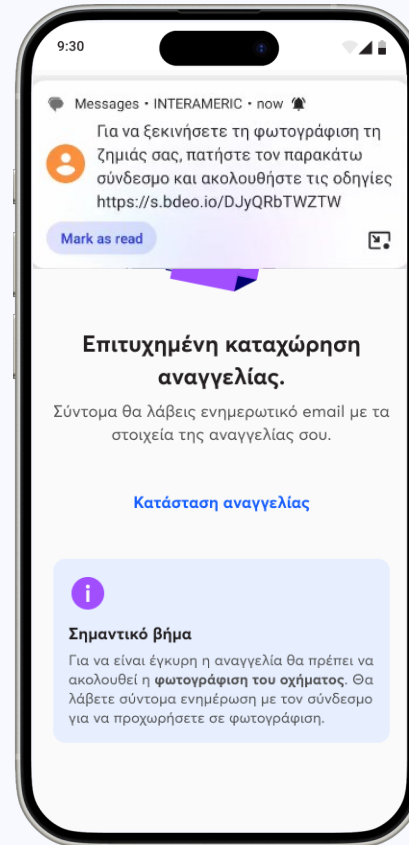 9:30
Messages • INTERAMERIC • now
Για να ξεκινήσετε τη φωτογράφιση τη
ζημιάς σας, πατήστε τον παρακάτω
σύνδεσμο και ακολουθήστε τις οδηγίες
https://s.bdeo.io/DJyQRbTWZTW
Mark as read
Επιτυχημένη καταχώρηση
αναγγελίας.
Σύντομα θα λάβεις ενημερωτικό email με τα
στοιχεία της αναγγελίας σου.
Κατάσταση αναγγελίας
i
Σημαντικό βήμα
Για να είναι έγκυρη η αναγγελία θα πρέπει να
ακολουθεί η φωτογράφιση του οχήματος. Θα
λάβετε σύντομα ενημέρωση με τον σύνδεσμο
για να προχωρήσετε σε φωτογράφιση.